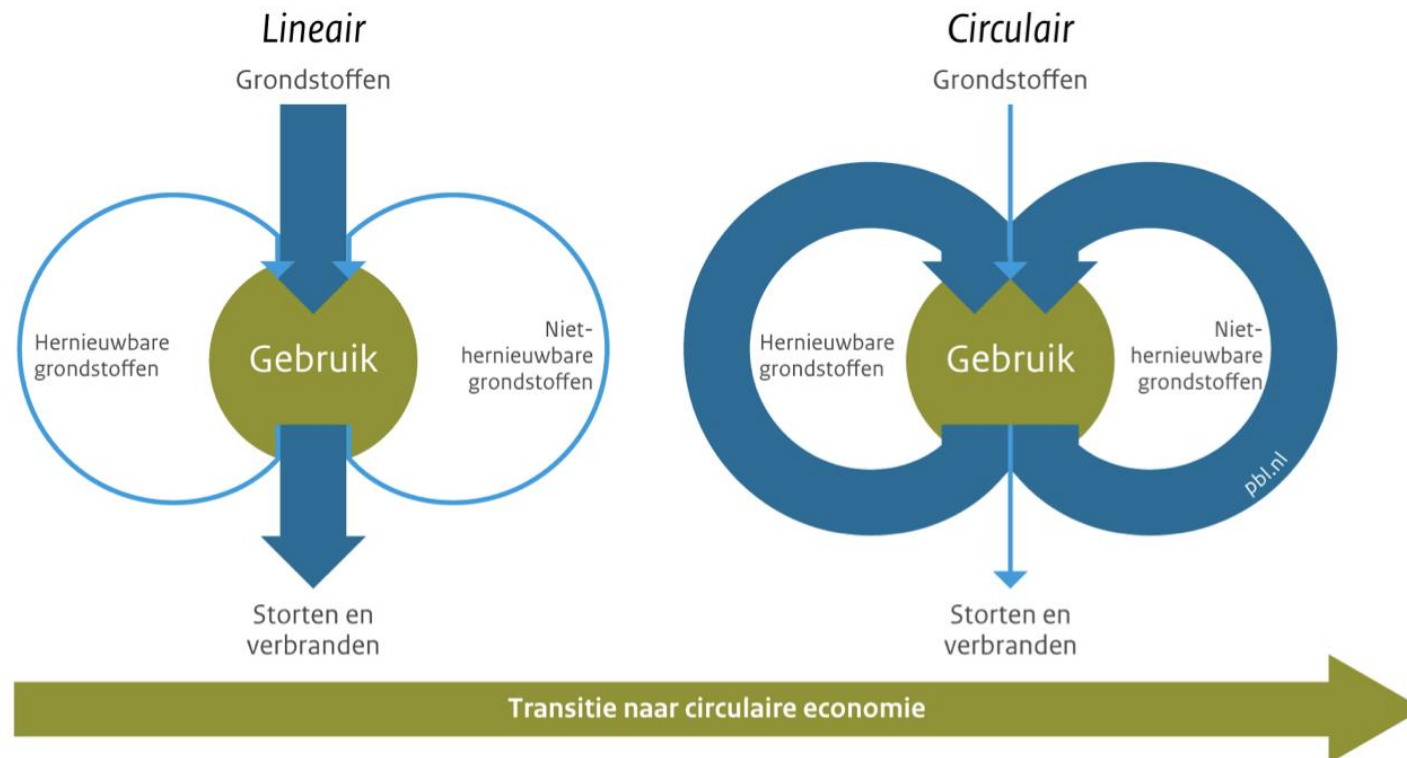 Lineair
Grondstoffen
Hernieuwbare
grondstoffen
Gebruik
Niet-
hernieuwbare
grondstoffen
Storten en
verbranden
Circulair
Grondstoffen
Hernieuwbare
grondstoffen
Gebruik
Niet-
hernieuwbare
grondstoffen
pbl.nl
Storten en
verbranden
Transitie naar circulaire economie